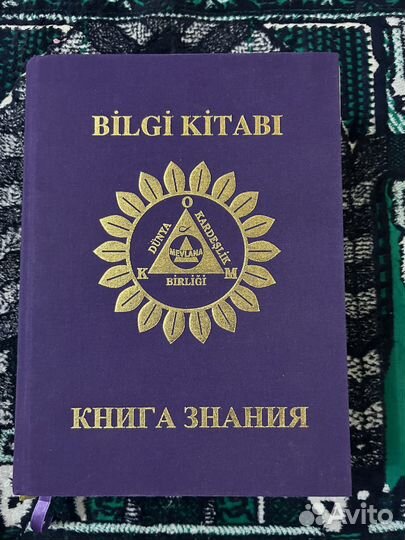 BİLGİ KİTABI
O
DÜNYA
KARDEŞLİK
MEVLANA
K
M
BİRLİĞİ
КНИГА ЗНАНИЯ
Avito